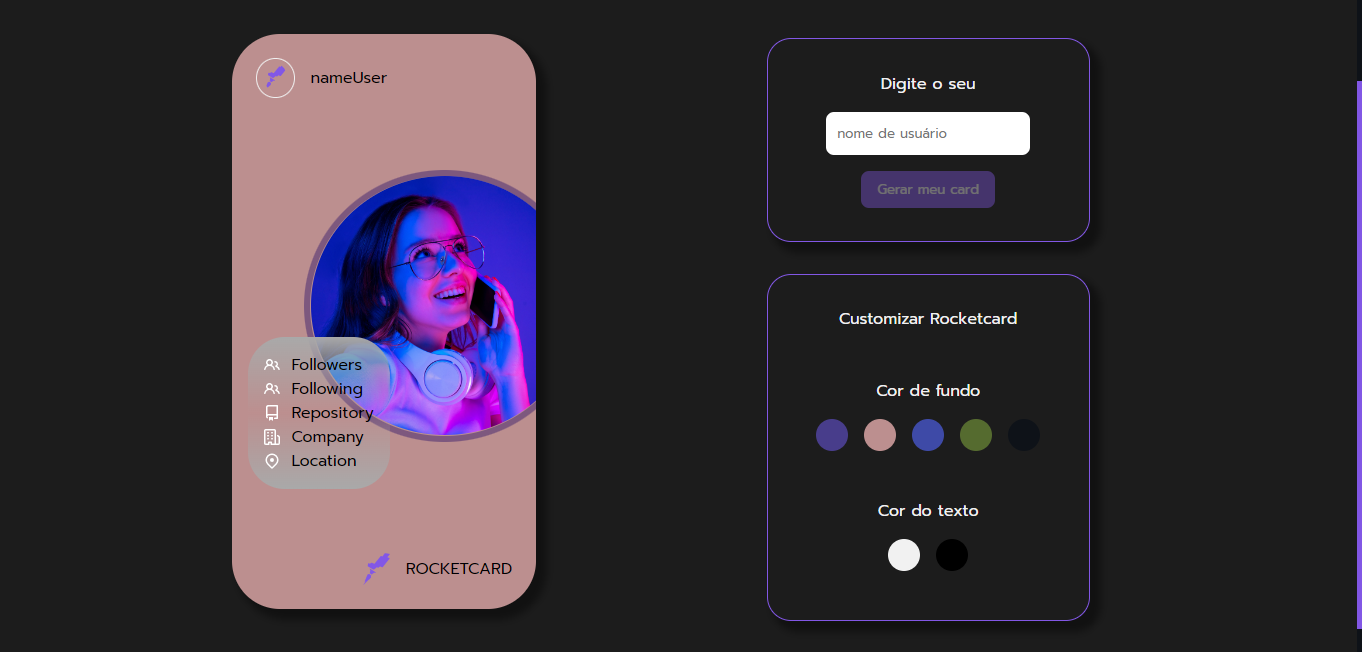 nameUser
Followers
Following
Repository
Company
Location
ROCKETCARD
Digite o seu
nome de usuário
Gerar meu card
Customizar Rocketcard
Cor de fundo
Cor do texto